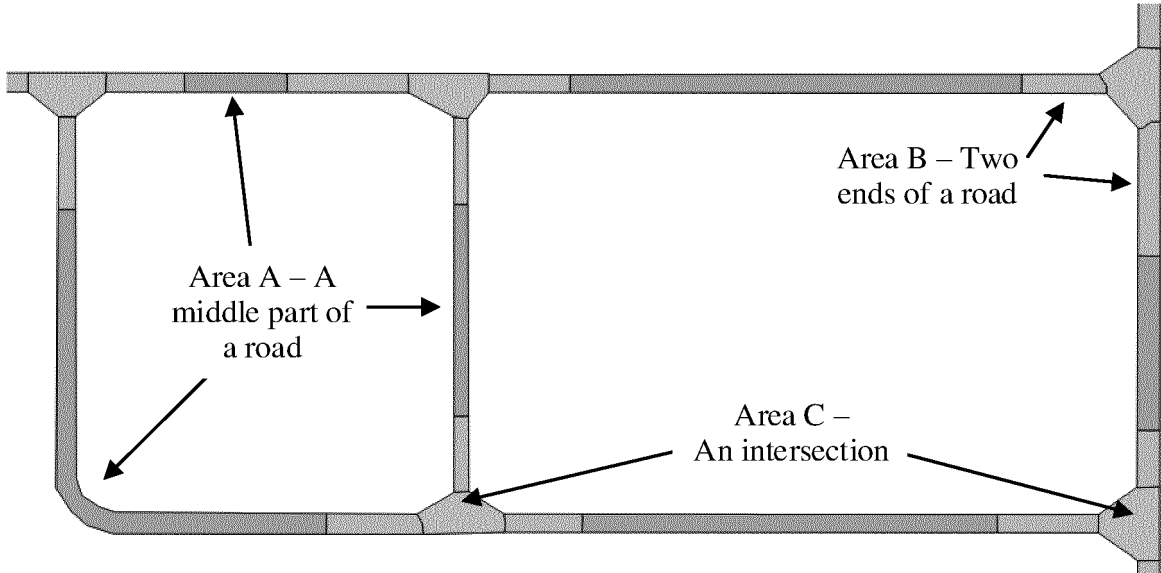 Area B – Two
ends of a road
Area A – A
middle part of
a road
Area C –
An intersection